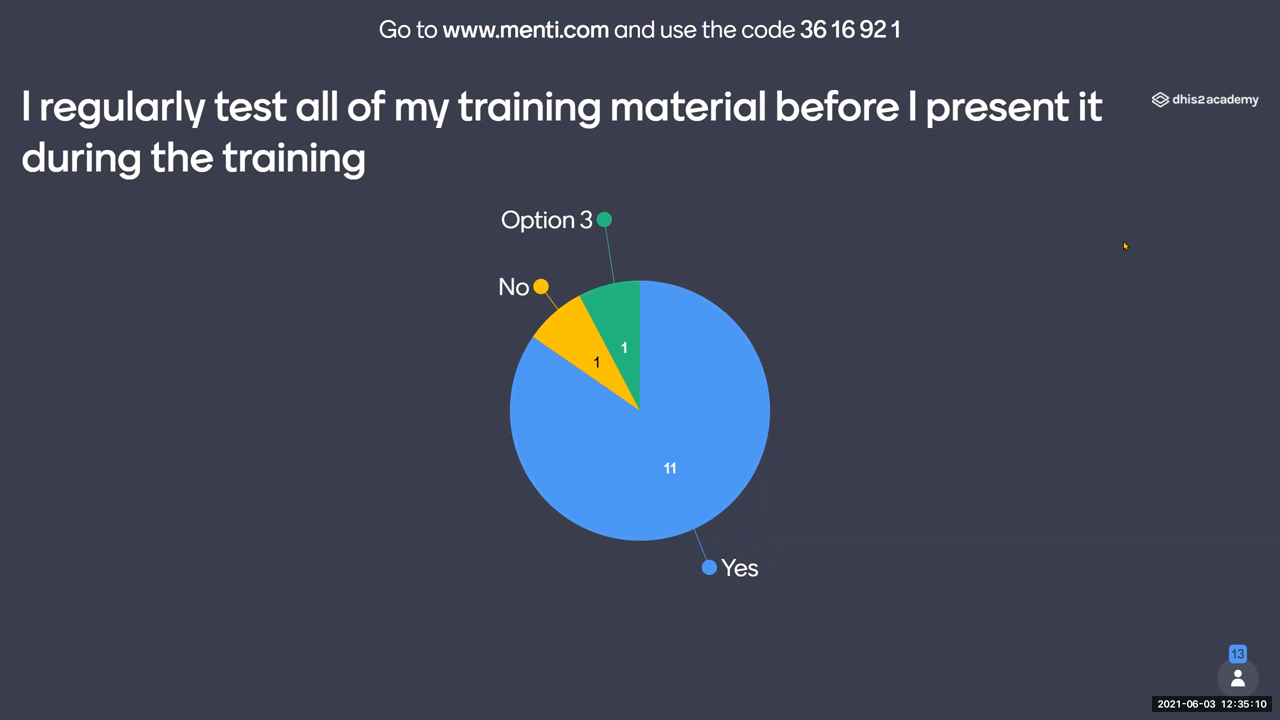 Go to www.menti.com and use the code 36 16 92 1
I regularly test all of my training material before I present it
during the training
dhis2 academy
Option 3
No
1
1
11
Yes
13
2021-06-03 12:35:10